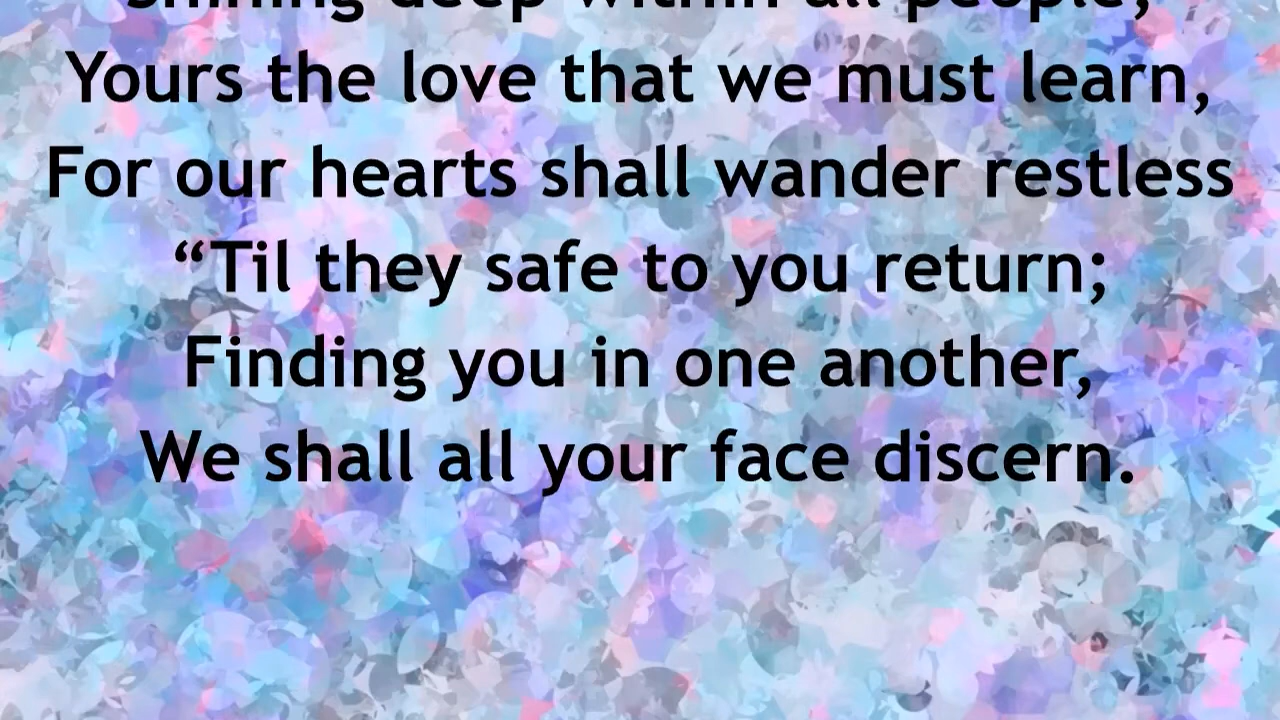 Shining deep within all people,
Yours the love that we must learn,
For our hearts shall wander restless
“Til they safe to you return;
Finding you in one another,
We shall all your face discern.